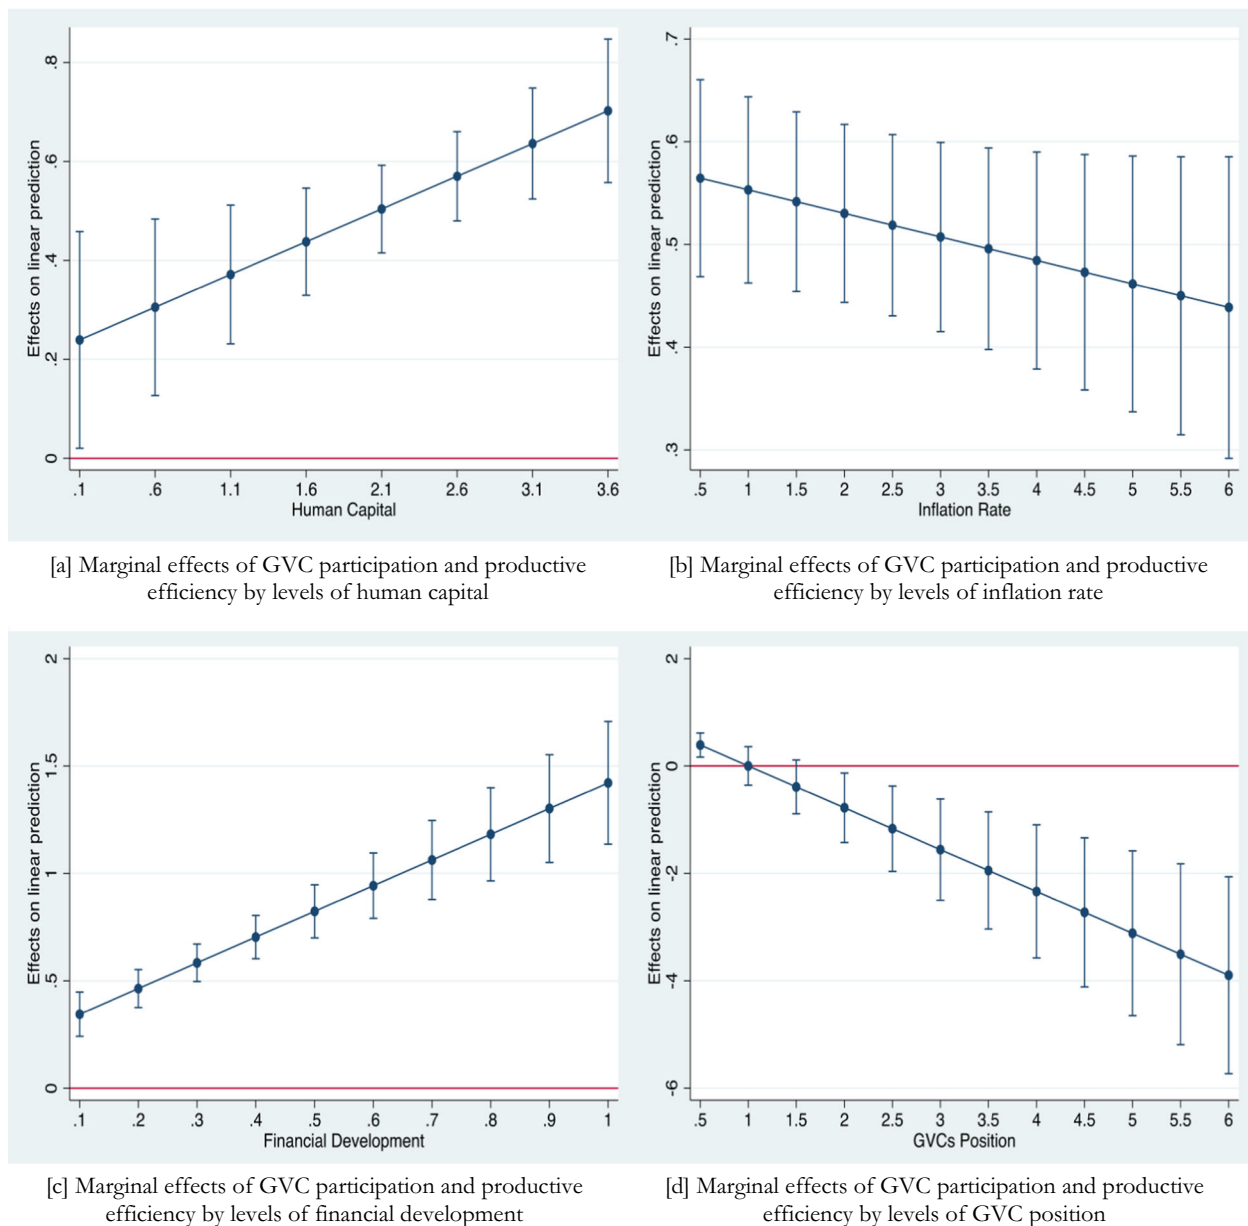 Effects on linear prediction
.8
.6
.4
.2
0
.1 .6 1.1 1.6 2.1 2.6 3.1 3.6
Human Capital
[a] Marginal effects of GVC participation and productive
efficiency by levels of human capital
Effects on linear prediction
.7
.6
.5
.4
.3
.5 1 1.5 2 2.5 3 3.5 4 4.5 5 5.5 6
Inflation Rate
[b] Marginal effects of GVC participation and productive
efficiency by levels of inflation rate
Effects on linear prediction
2
1.5
1
.5
0
.1 .2 .3 .4 .5 .6 .7 .8 .9 1
Financial Development
[c] Marginal effects of GVC participation and productive
efficiency by levels of financial development
Effects on linear prediction
2
0
-2
-4
-6
.5 1 1.5 2 2.5 3 3.5 4 4.5 5 5.5 6
GVCs Position
[d] Marginal effects of GVC participation and productive
efficiency by levels of GVC position